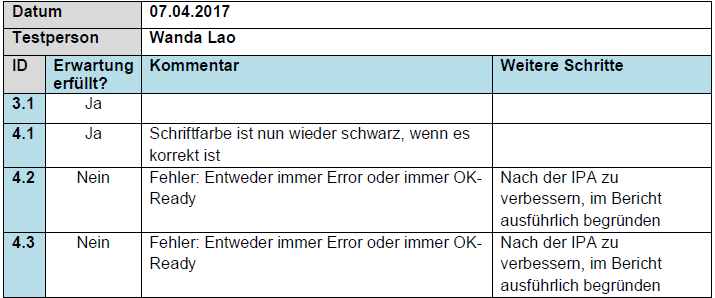 Datum 07.04.2017
Testperson Wanda Lao
ID Erwartung erfüllt? Kommentar Weitere Schritte
3.1 Ja
4.1 Ja Schriftfarbe ist nun wieder schwarz, wenn es
korrekt ist
4.2 Nein Fehler: Entweder immer Error oder immer OK-
Ready
Nach der IPA zu
verbessern, im Bericht
ausführlich begründen
4.3 Nein Fehler: Entweder immer Error oder immer OK-
Ready
Nach der IPA zu
verbessern, im Bericht
ausführlich begründen